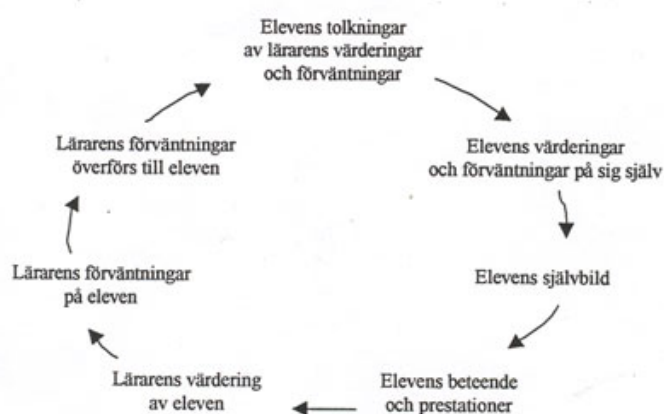 Elevens tolkningar
av lärarens värderingar
och förväntningar
Elevens värderingar
och förväntningar på sig själv
Elevens självbild
Elevens beteende
och prestationer
Lärarens värdering
av eleven
Lärarens förväntningar
på eleven
Lärarens förväntningar
överförs till eleven